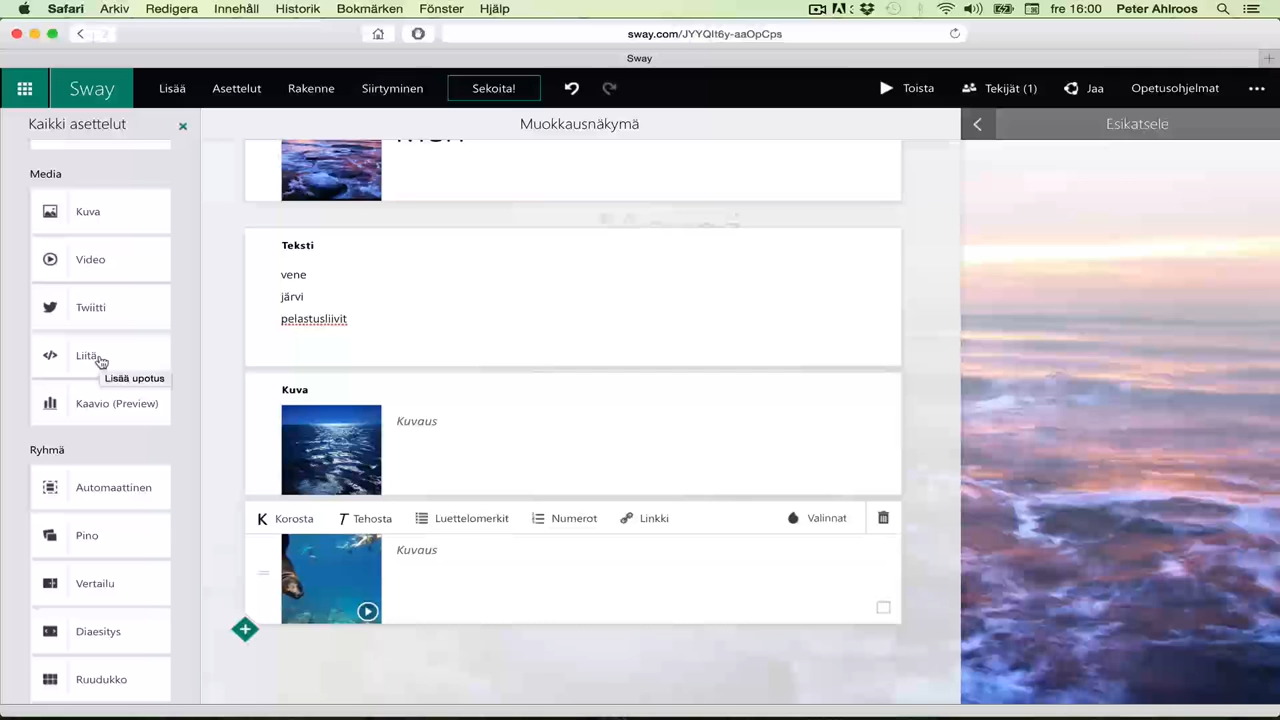 Safari Arkiv Redigera Innehåll Historik Bokmärken Fönster Hjälp fre 16:00 Peter Ahlroos
sway.com/JYYQIt6y-aaOpCps
Sway
Sway Lisää Asettelut Rakenne Siirtyminen Sekoita! Toista Tekijät (1) Jaa Opetusohjelmat
Kaikki asettelut
Muokkausnäkymä
Esikatsele
Media
Kuva
Video
Twiitti
Liitä
Lisää upotus
Kaavio (Preview)
Ryhmä
Automaattinen
Pino
Vertailu
Diaesitys
Ruudukko
Teksti
vene
järvi
pelastusliivit
Kuva
Kuvaus
K Korosta T Tehosta Luettelomerkit Numerot Linkki Valinnat
Kuvaus